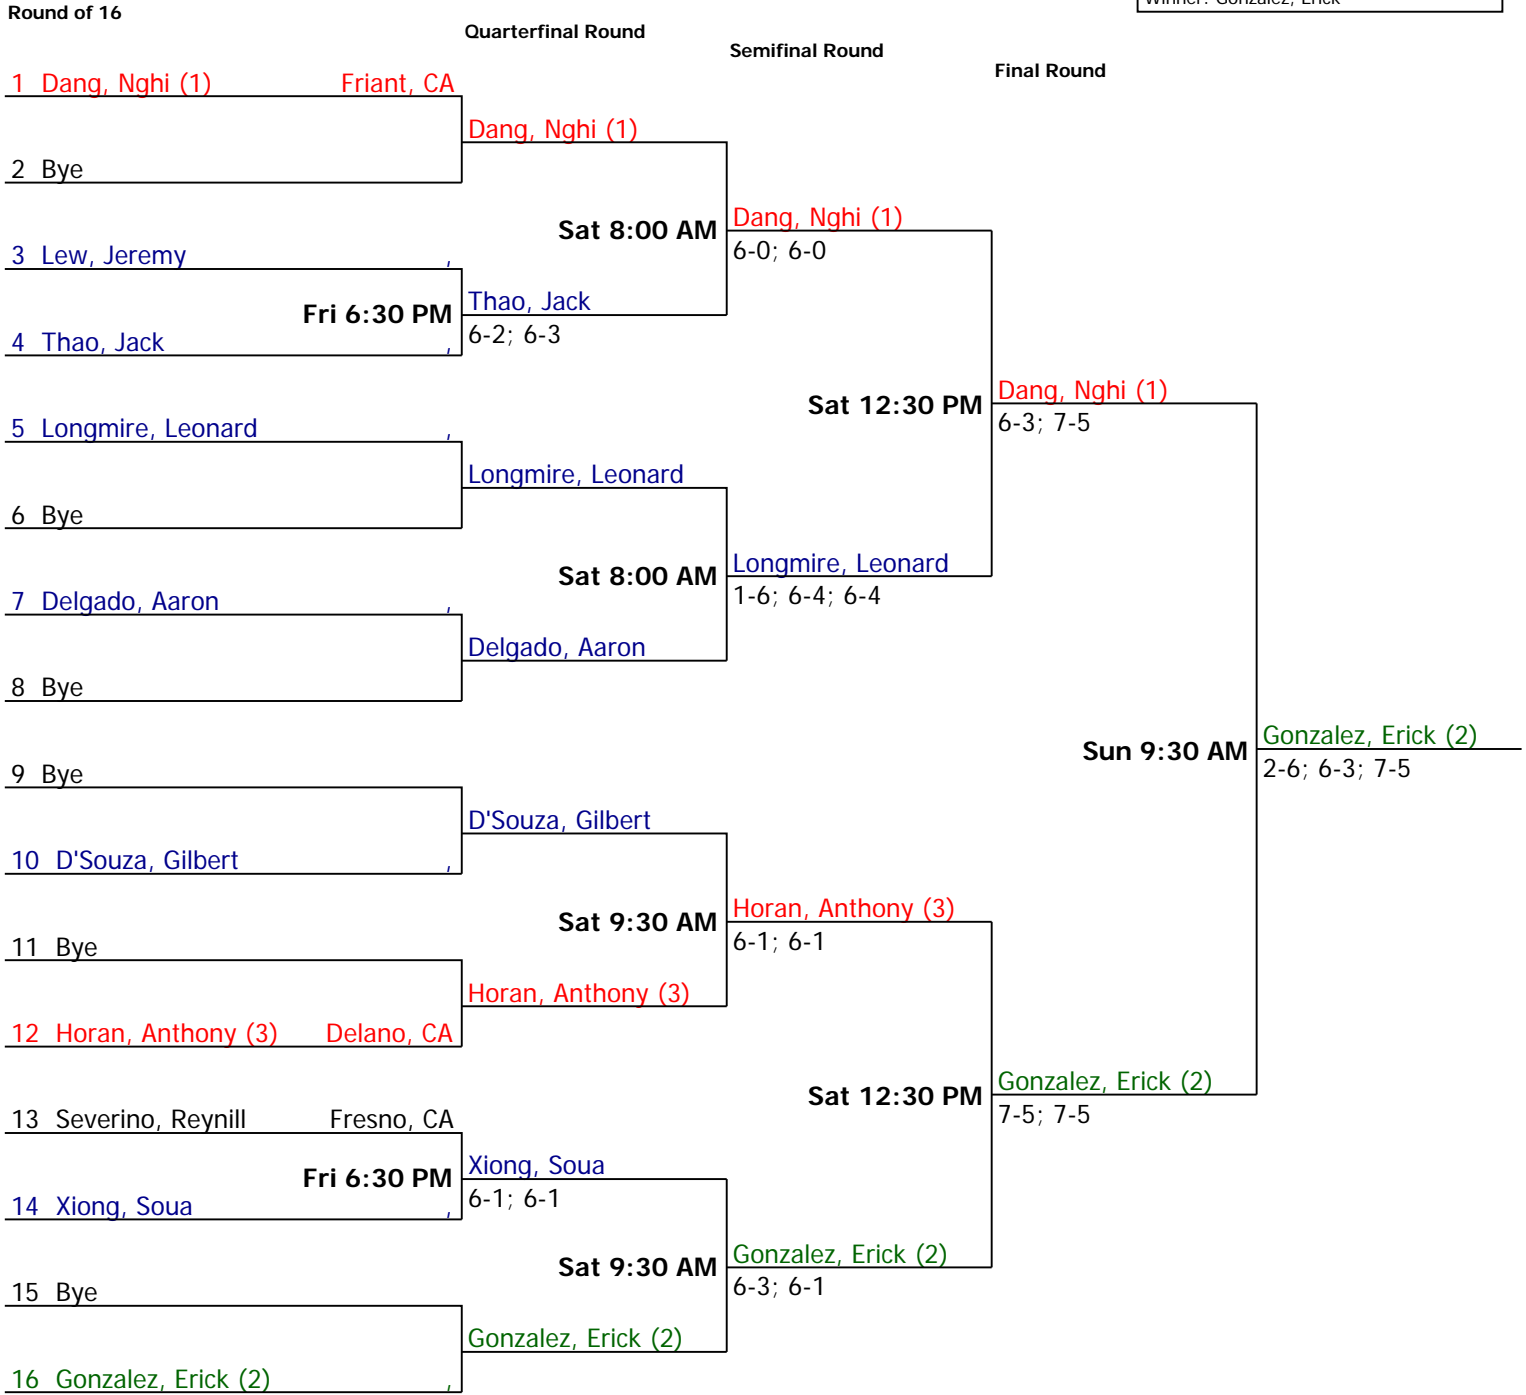 Winner: Gonzalez, Erick
Round of 16
Quarterfinal Round
Semifinal Round
Final Round
1 Dang, Nghi (1) Friant, CA
Dang, Nghi (1)
2 Bye
Sat 8:00 AM Dang, Nghi (1)
6-0; 6-0
3 Lew, Jeremy ,
Fri 6:30 PM Thao, Jack
6-2; 6-3
4 Thao, Jack ,
Sat 12:30 PM Dang, Nghi (1)
6-3; 7-5
5 Longmire, Leonard ,
Longmire, Leonard
6 Bye
Sat 8:00 AM Longmire, Leonard
1-6; 6-4; 6-4
7 Delgado, Aaron ,
Delgado, Aaron
8 Bye
Sun 9:30 AM Gonzalez, Erick (2)
2-6; 6-3; 7-5
9 Bye
D'Souza, Gilbert
10 D'Souza, Gilbert ,
Sat 9:30 AM Horan, Anthony (3)
6-1; 6-1
11 Bye
Horan, Anthony (3)
12 Horan, Anthony (3) Delano, CA
Sat 12:30 PM Gonzalez, Erick (2)
7-5; 7-5
13 Severino, Reynill Fresno, CA
Fri 6:30 PM Xiong, Soua
6-1; 6-1
14 Xiong, Soua ,
Sat 9:30 AM Gonzalez, Erick (2)
6-3; 6-1
15 Bye
Gonzalez, Erick (2)
16 Gonzalez, Erick (2) ,